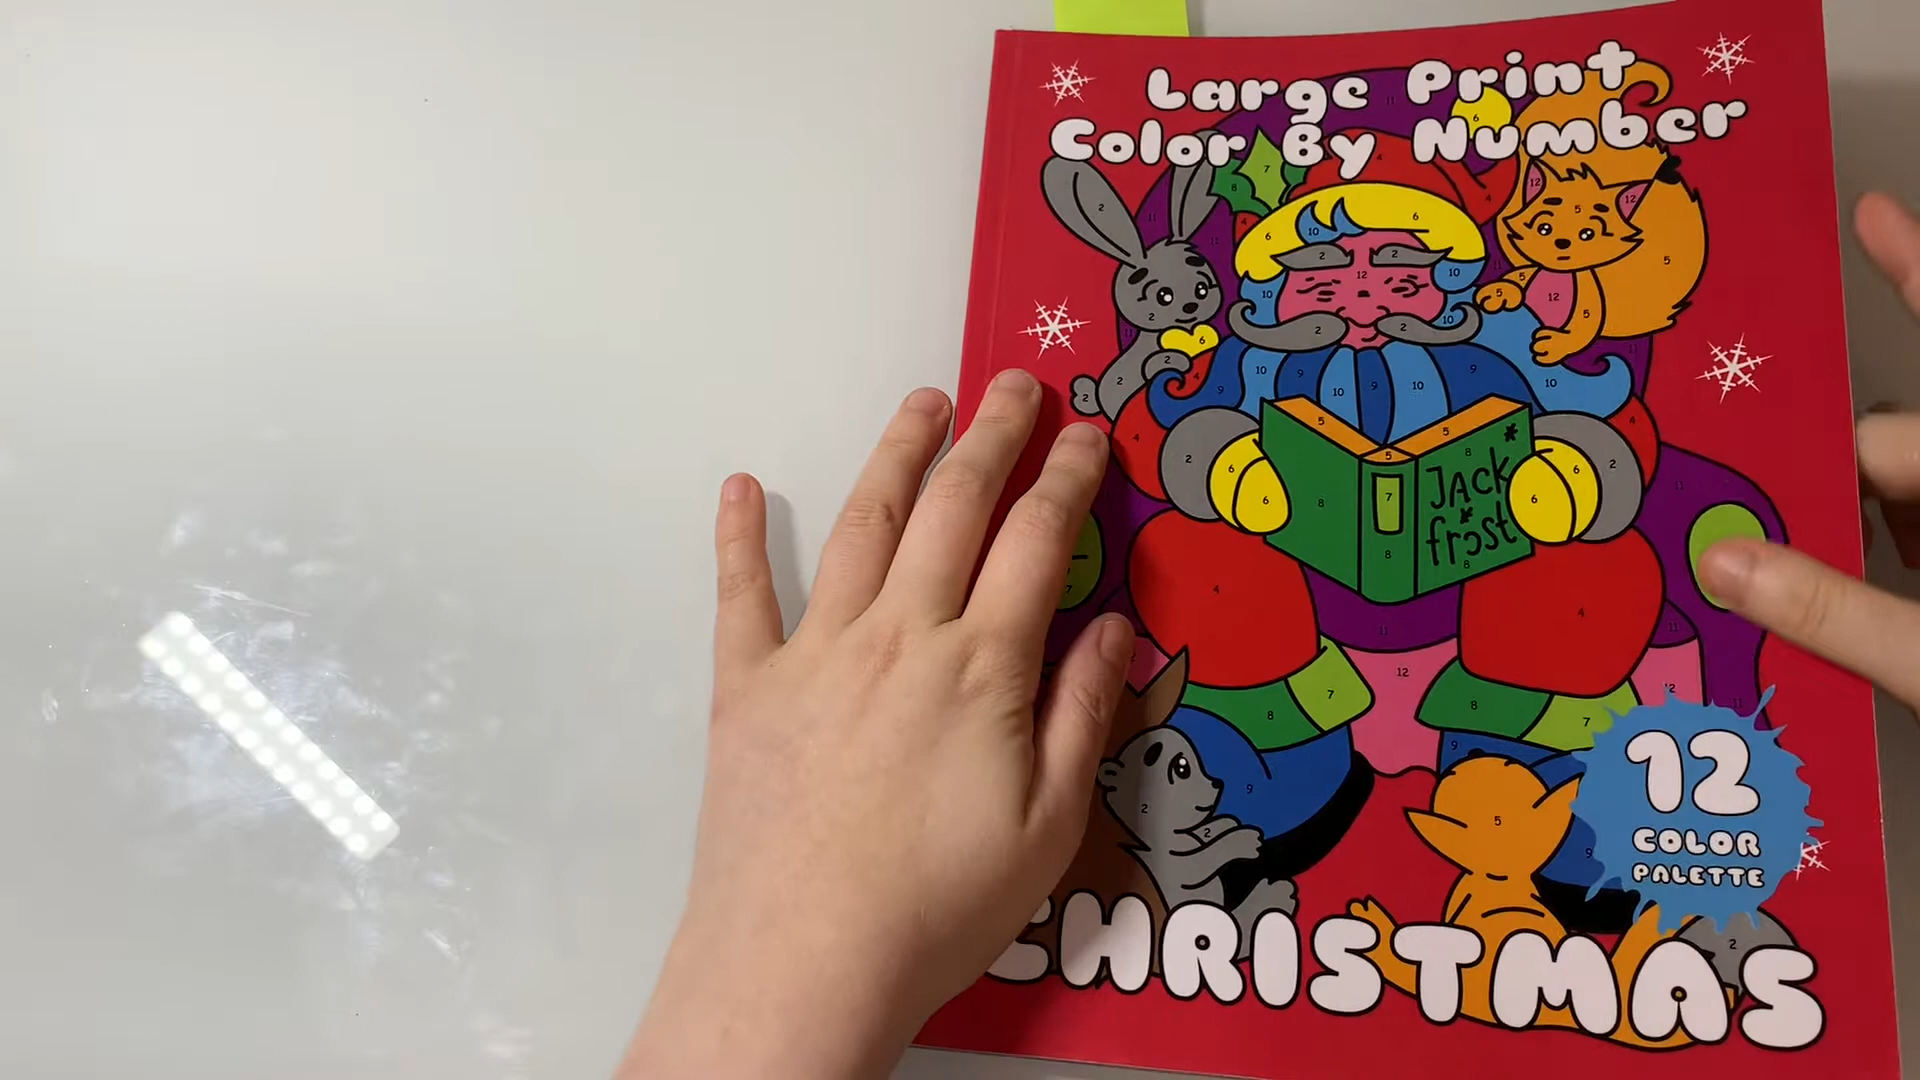 Large Print
Color By Number
Jack
frost
12
COLOR
PALETTE
CHRISTMAS